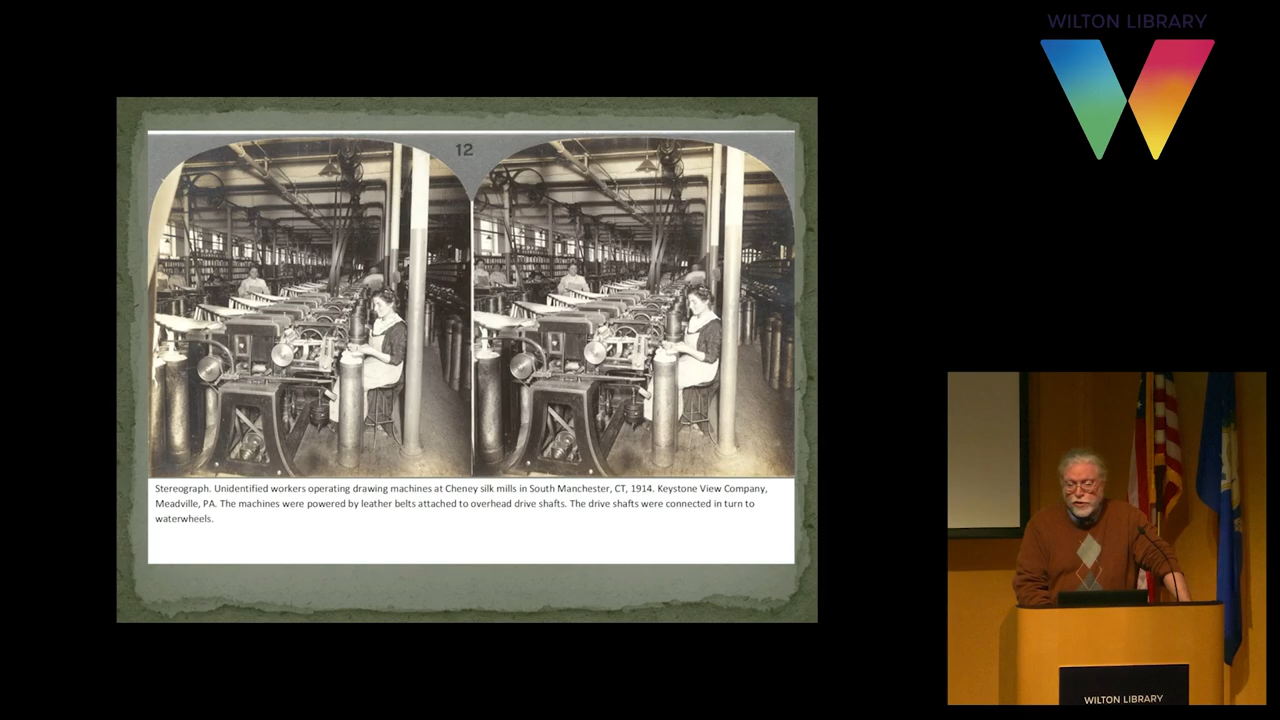 WILTON LIBRARY
12
Stereograph. Unidentified workers operating drawing machines at Cheney silk mills in South Manchester, CT, 1914. Keystone View Company,
Meadville, PA. The machines were powered by leather belts attached to overhead drive shafts. The drive shafts were connected in turn to
waterwheels.
WILTON LIBRARY